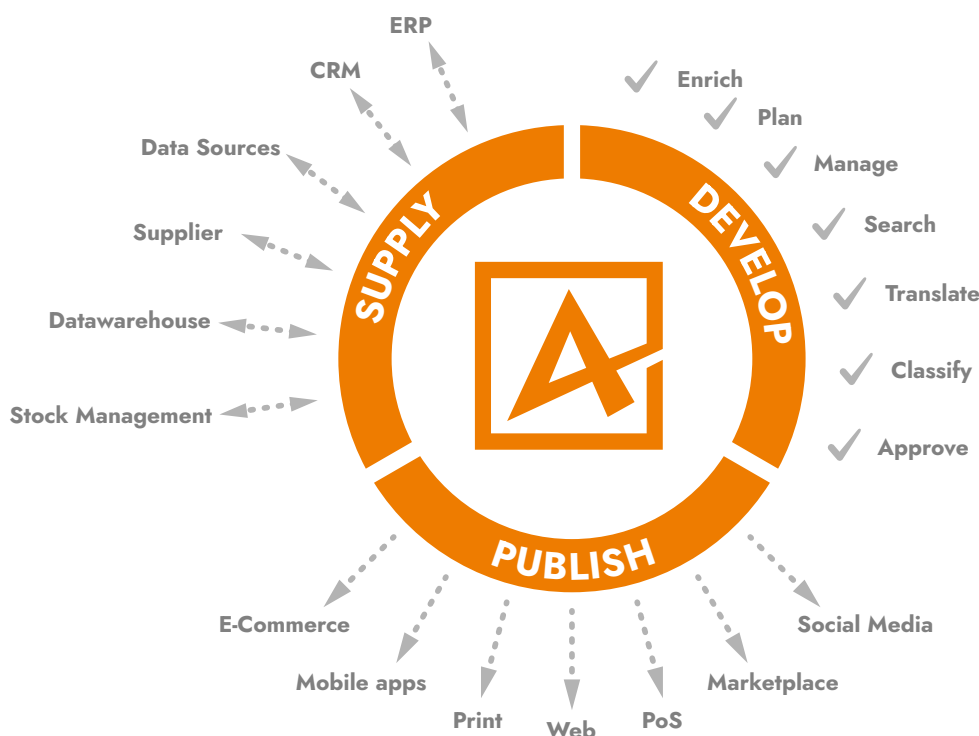 ERP
CRM
Data Sources
Supplier
Datawarehouse
Stock Management
SUPPLY
DEVELOP
Enrich
Plan
Manage
Search
Translate
Classify
Approve
PUBLISH
E-Commerce
Mobile apps
Print
Web
PoS
Marketplace
Social Media